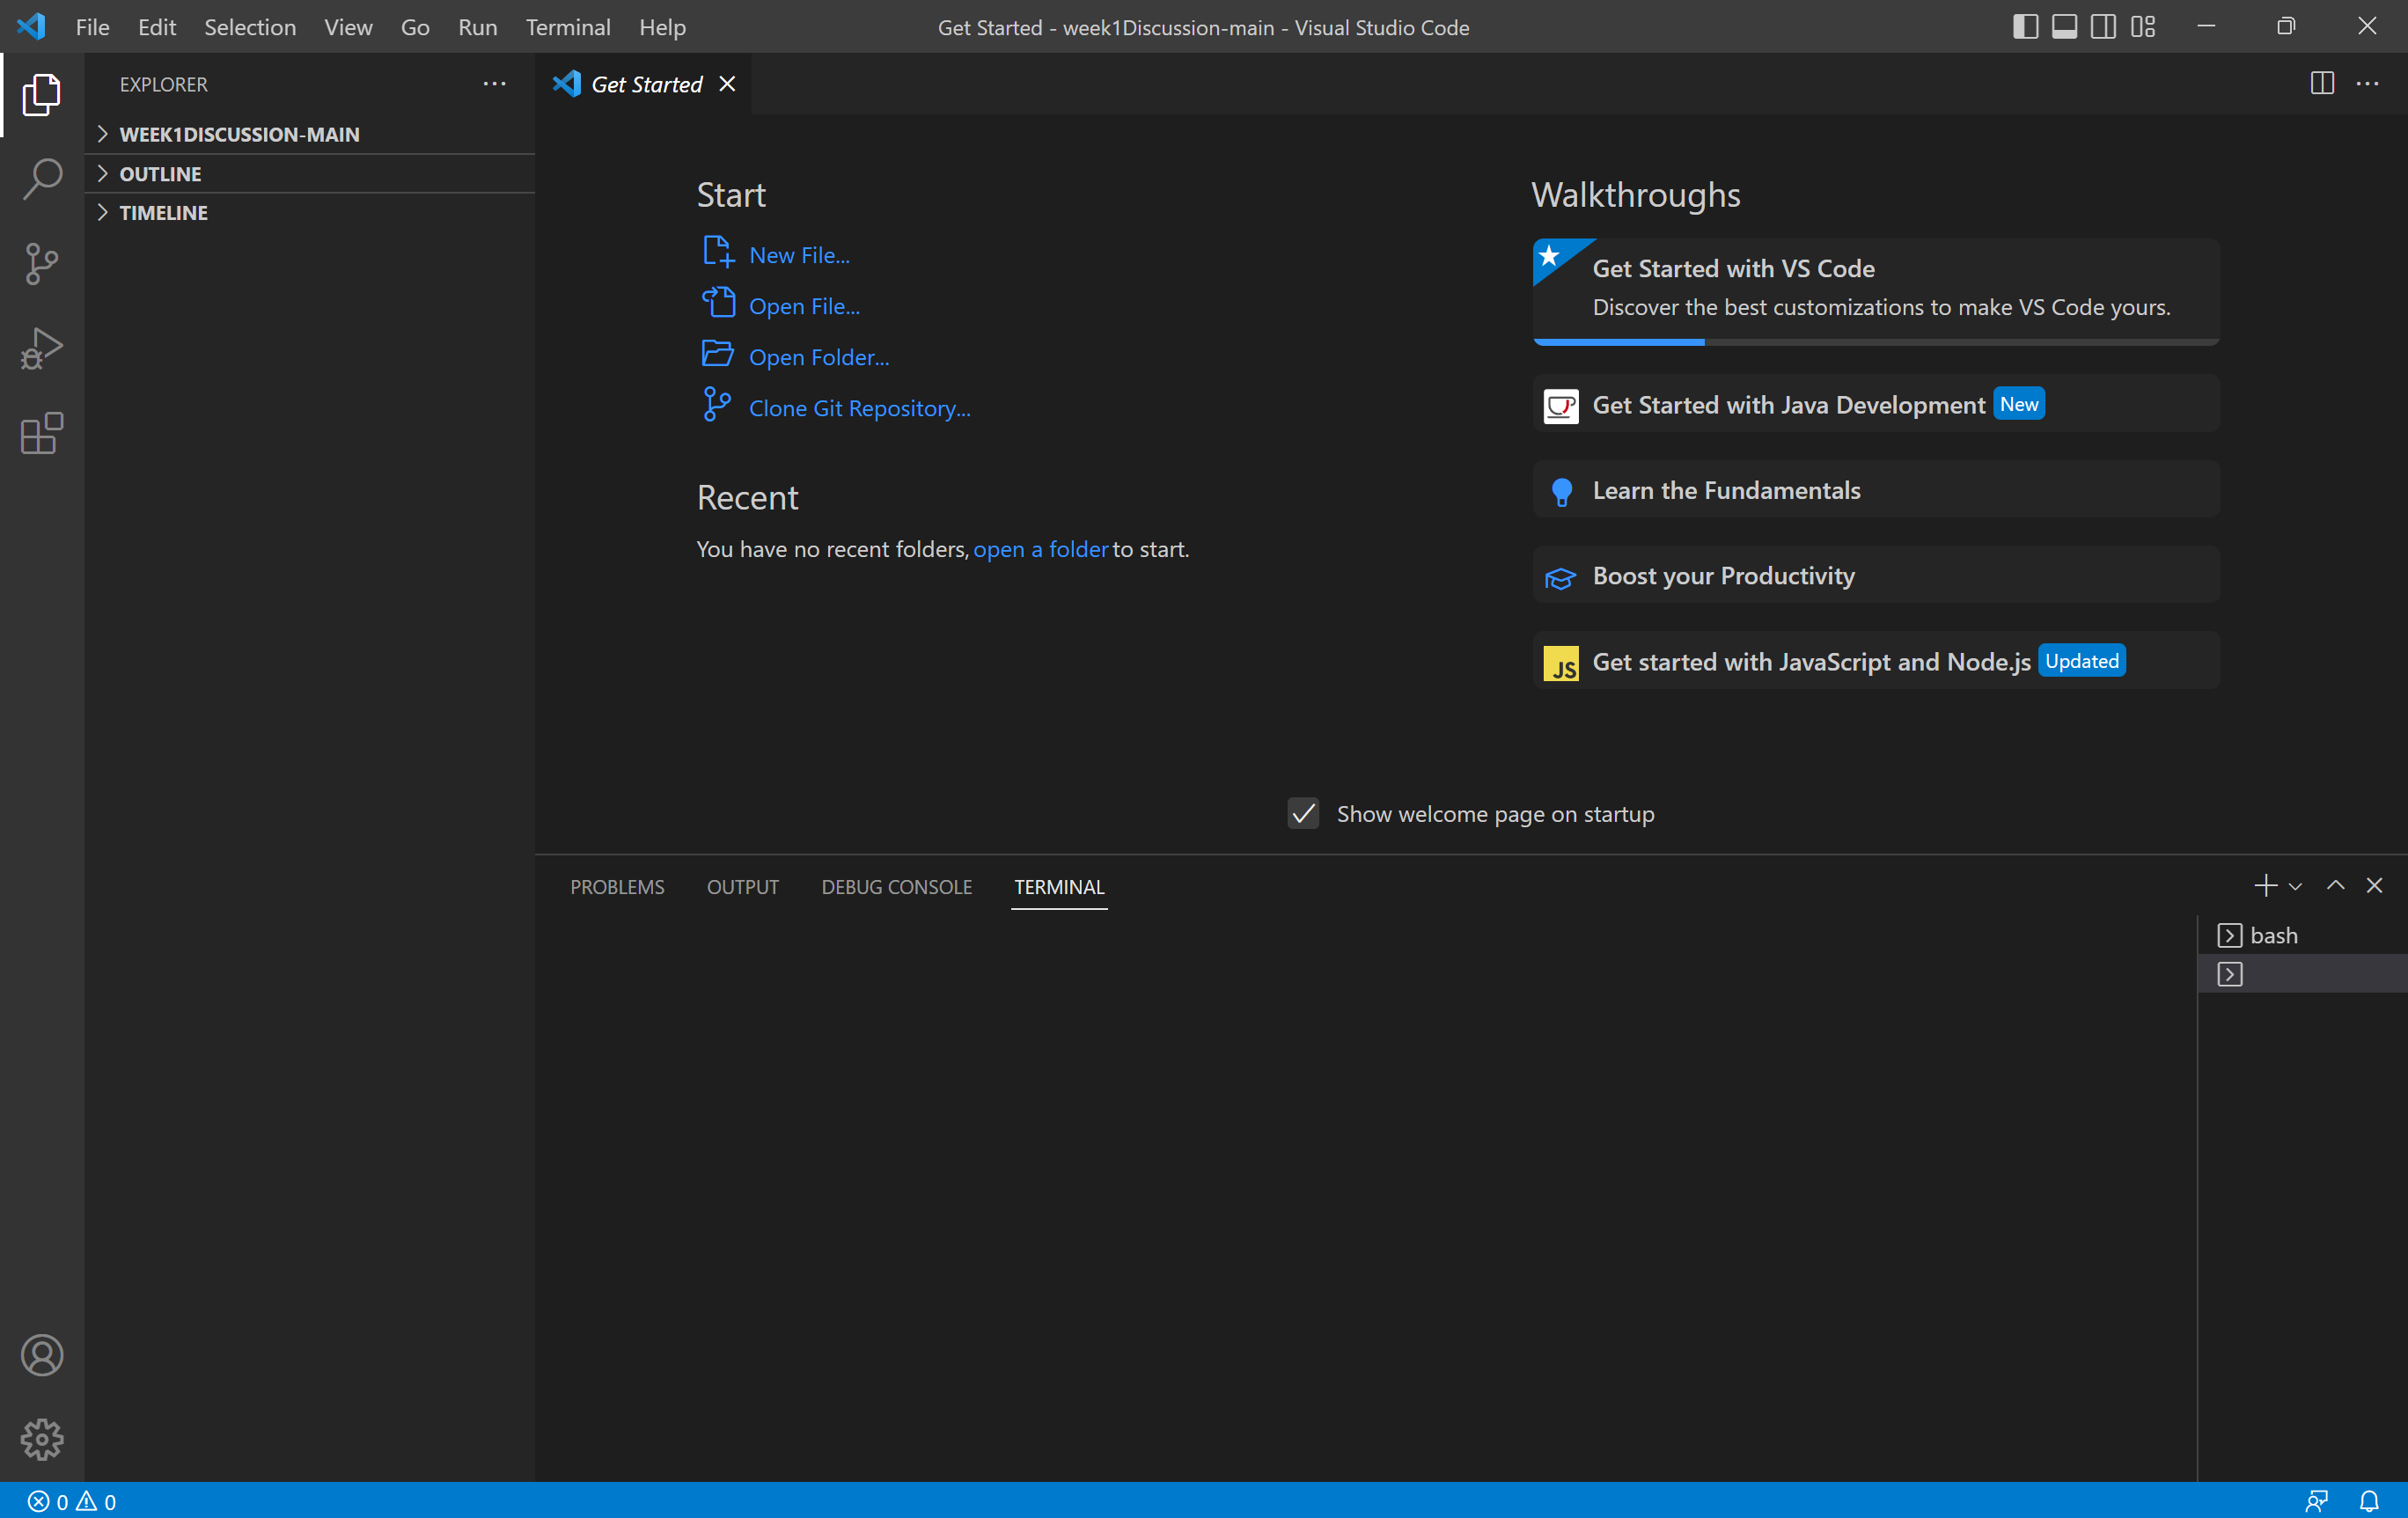 File Edit Selection View Go Run Terminal Help
Get Started - week1Discussion-main - Visual Studio Code
EXPLORER
WEEK1DISCUSSION-MAIN
OUTLINE
TIMELINE
Get Started
Start
New File...
Open File...
Open Folder...
Clone Git Repository...
Recent
You have no recent folders, open a folder to start.
Walkthroughs
Get Started with VS Code
Discover the best customizations to make VS Code yours.
Get Started with Java Development New
Learn the Fundamentals
Boost your Productivity
JS Get started with JavaScript and Node.js Updated
Show welcome page on startup
PROBLEMS OUTPUT DEBUG CONSOLE TERMINAL
bash
0 0